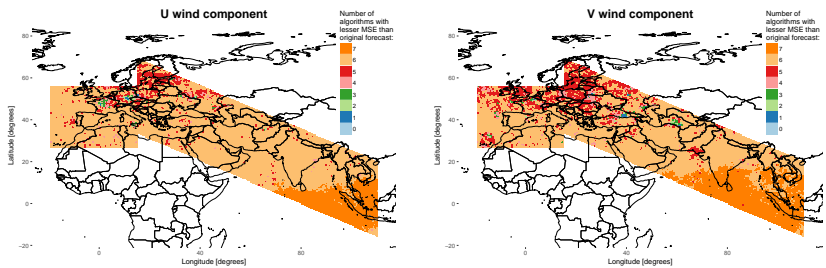 U wind component
Number of
algorithms with
lesser MSE than
original forecast:
7
6
5
4
3
2
1
0
80
60
40
20
0
−20
Latitude [degrees]
0
40
80
Longitude [degrees]
V wind component
Number of
algorithms with
lesser MSE than
original forecast:
7
6
5
4
3
2
1
0
80
60
40
20
0
−20
Latitude [degrees]
0
40
80
Longitude [degrees]